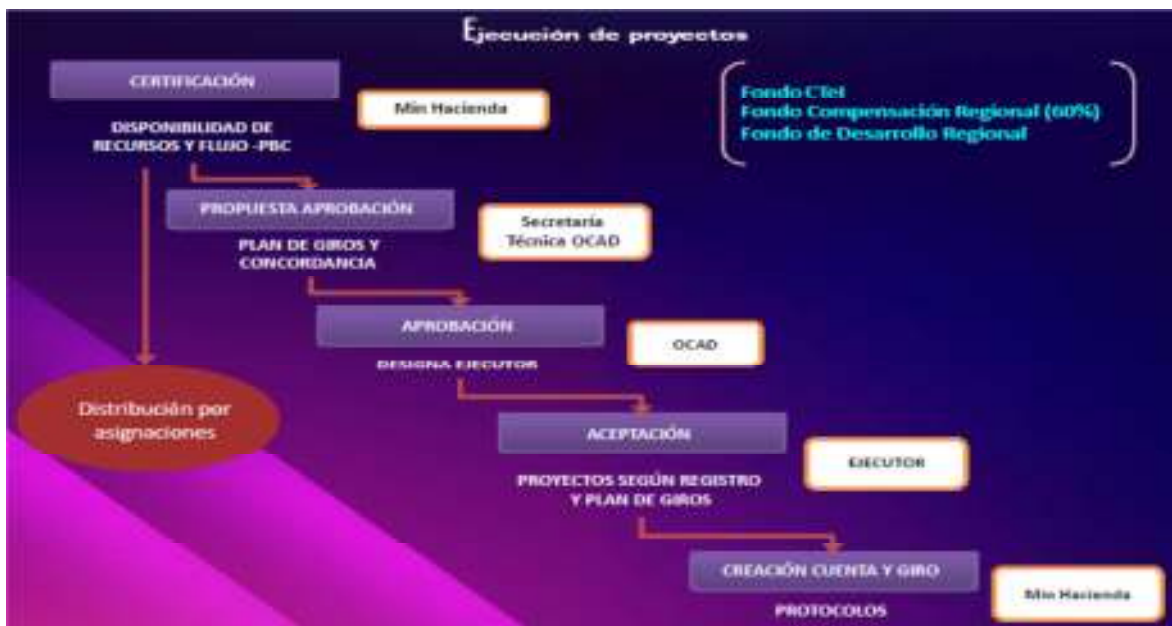 Ejecución de proyectos
CERTIFICACIÓN
Min Hacienda
DISPONIBILIDAD DE
RECURSOS Y FLUJO -PBC
Fondo CTeI
Fondo Compensación Regional (60%)
Fondo de Desarrollo Regional
PROPUESTA APROBACIÓN
Secretaría
Técnica OCAD
PLAN DE GIROS Y
CONCORDANCIA
APROBACIÓN
OCAD
DESIGNA EJECUTOR
Distribución por
asignaciones
ACEPTACIÓN
EJECUTOR
PROYECTOS SEGÚN REGISTRO
Y PLAN DE GIROS
CREACIÓN CUENTA Y GIRO
Min Hacienda
PROTOCOLOS